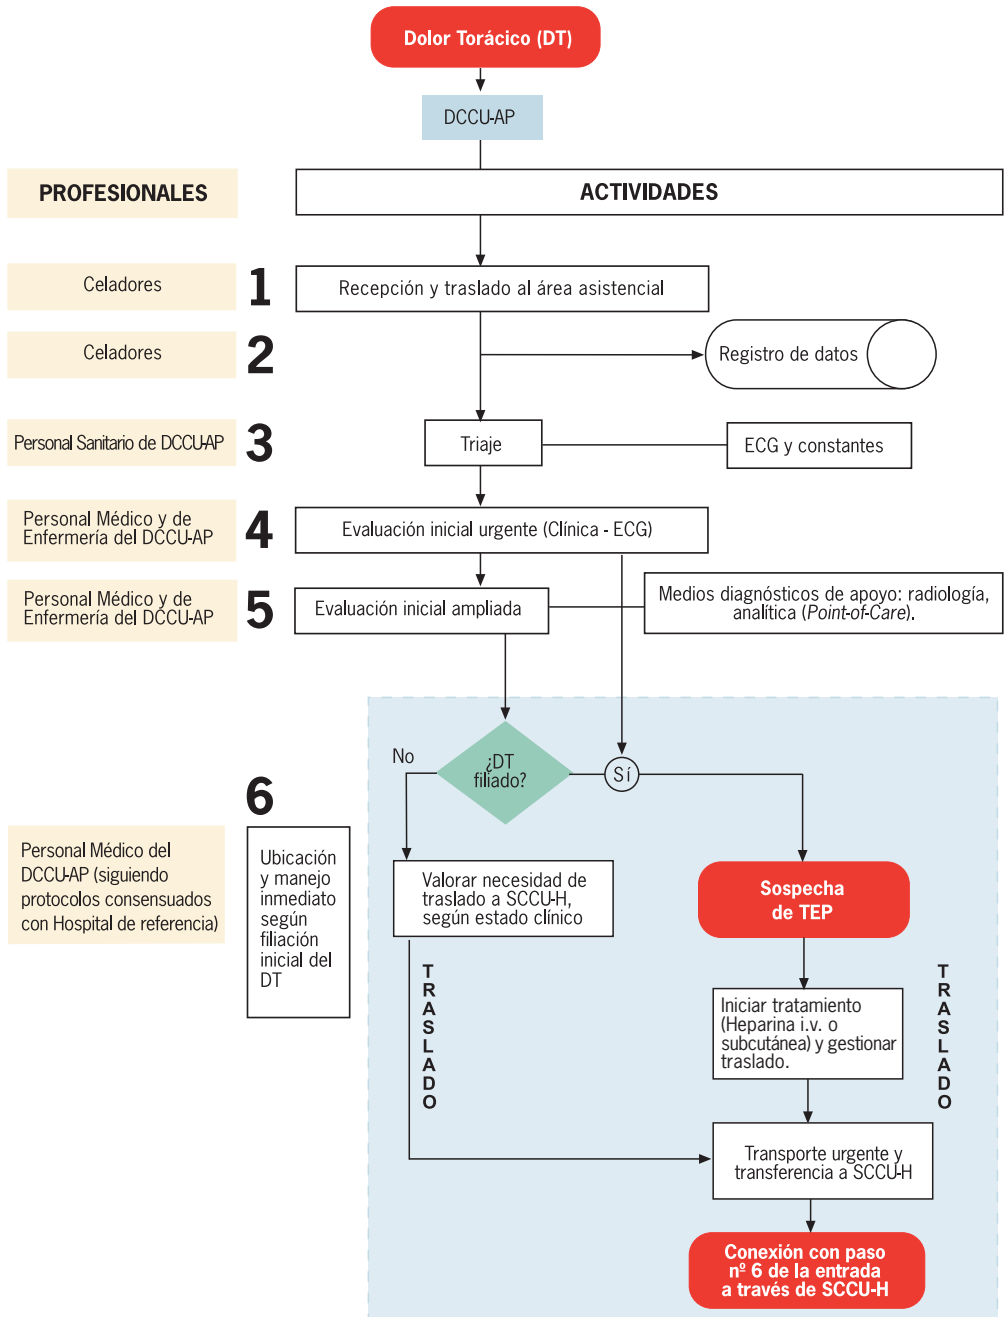 Dolor Torácico (DT)
DCCU-AP
PROFESIONALES
ACTIVIDADES
Celadores
1
Recepción y traslado al área asistencial
Celadores
2
Registro de datos
Personal Sanitario de DCCU-AP
3
Triaje
ECG y constantes
Personal Médico y de
Enfermería del DCCU-AP
4
Evaluación inicial urgente (Clínica - ECG)
Personal Médico y de
Enfermería del DCCU-AP
5
Evaluación inicial ampliada
Medios diagnósticos de apoyo: radiología,
analítica (Point-of-Care).
No
¿DT
filiado?
Sí
6
Personal Médico del
DCCU-AP (siguiendo
protocolos consensuados
con Hospital de referencia)
Ubicación
y manejo
inmediato
según
filiación
inicial del
DT
Valorar necesidad de
traslado a SCCU-H,
según estado clínico
Sospecha
de TEP
TRASLADO
Iniciar tratamiento
(Heparina i.v. o
subcutánea) y gestionar
traslado.
TRASLADO
Transporte urgente y
transferencia a SCCU-H
Conexión con paso
nº 6 de la entrada
a través de SCCU-H